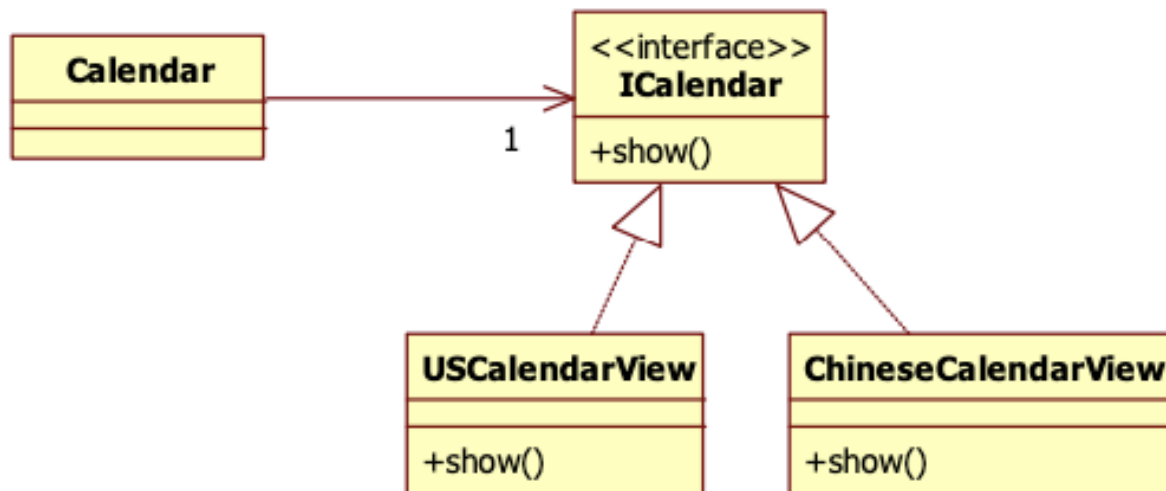 Calendar
<<interface>>
ICalendar
+show()
1
USCalendarView
+show()
ChineseCalendarView
+show()